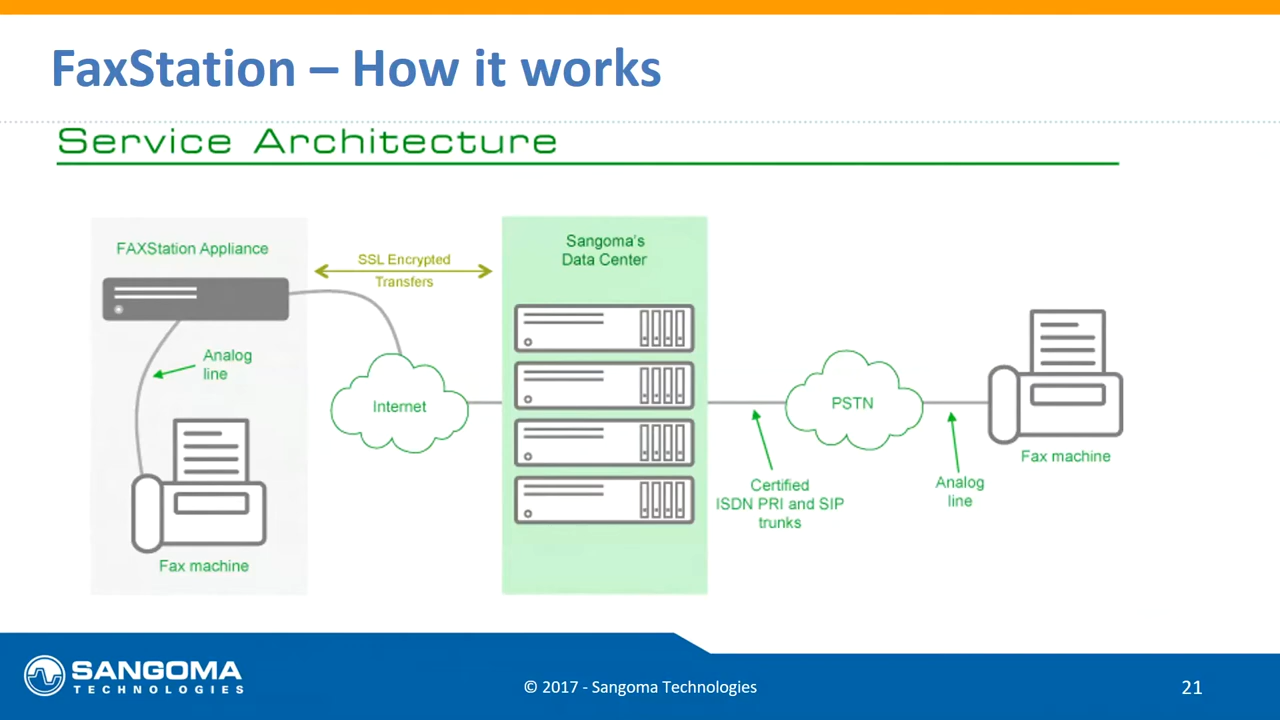 FaxStation – How it works
Service Architecture
FAXStation Appliance
Analog
line
Fax machine
SSL Encrypted
Transfers
Internet
Sangoma's
Data Center
Certified
ISDN PRI and SIP
trunks
PSTN
Analog
line
Fax machine
SANGOMA
TECHNOLOGIES
© 2017 - Sangoma Technologies
21